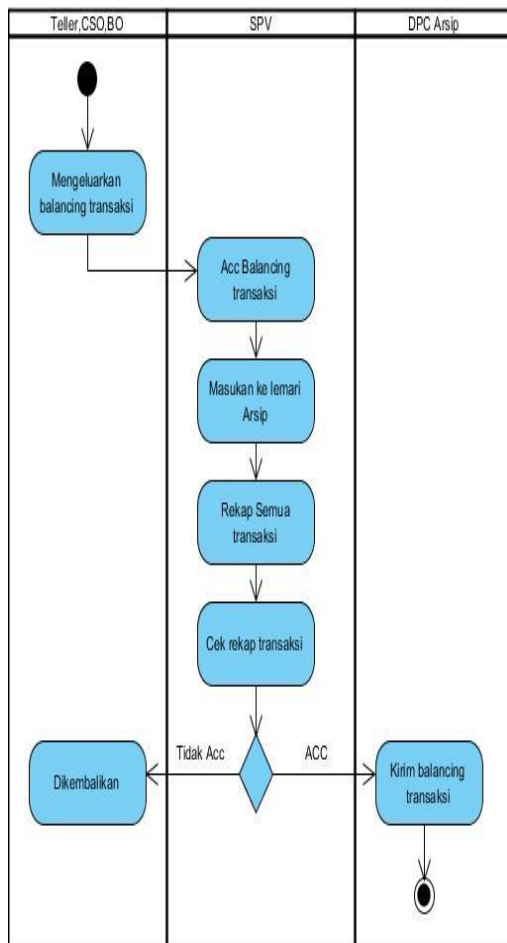 Teller,CSO,BO
SPV
DPC Arsip
Mengeluarkan
balancing transaksi
Acc Balancing
transaksi
Masukan ke lemari
Arsip
Rekap Semua
transaksi
Cek rekap transaksi
Tidak Acc
ACC
Dikembalikan
Kirim balancing
transaksi